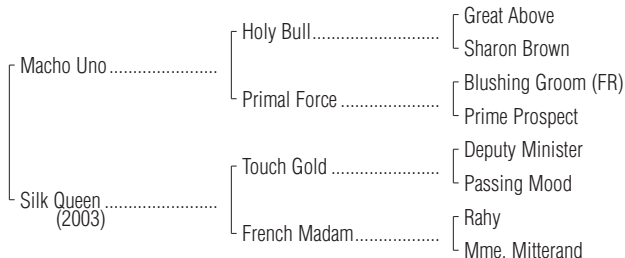 Great Above
Holy Bull
Sharon Brown
Macho Uno
Blushing Groom (FR)
Primal Force
Prime Prospect
Deputy Minister
Touch Gold
Passing Mood
Silk Queen
(2003)
Rahy
French Madam
Mme. Mitterand